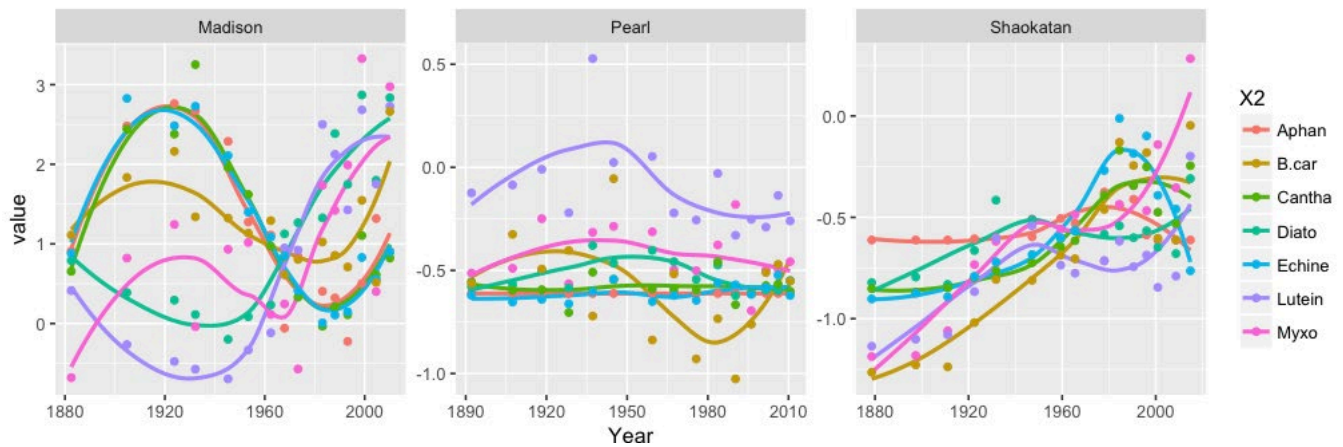 Madison
Pearl
Shaokatan
value
3
2
1
0
0.5
0.0
-0.5
-1.0
0.0
-0.5
-1.0
1880 1920 1960 2000
1890 1920 1950 1980 2010
1880 1920 1960 2000
Year
X2
Aphan
B.car
Cantha
Diato
Echine
Lutein
Myxo